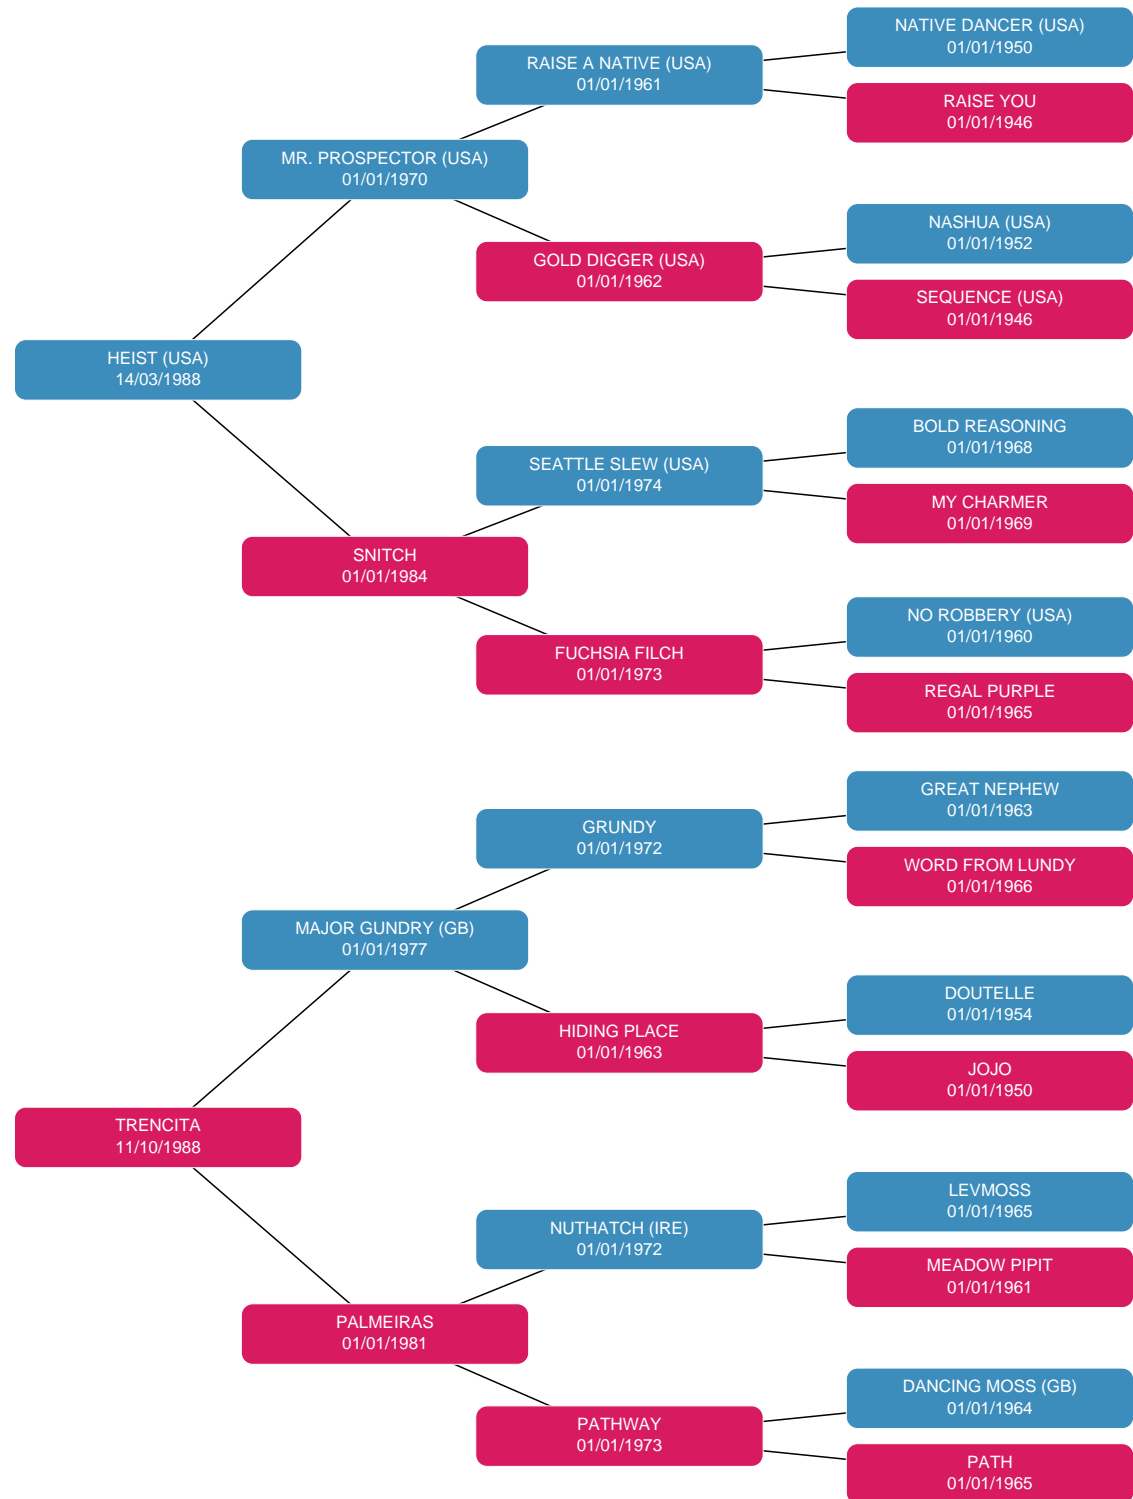 NATIVE DANCER (USA)
01/01/1950
RAISE A NATIVE (USA)
01/01/1961
RAISE YOU
01/01/1946
MR. PROSPECTOR (USA)
01/01/1970
NASHUA (USA)
01/01/1952
GOLD DIGGER (USA)
01/01/1962
SEQUENCE (USA)
01/01/1946
HEIST (USA)
14/03/1988
BOLD REASONING
01/01/1968
SEATTLE SLEW (USA)
01/01/1974
MY CHARMER
01/01/1969
SNITCH
01/01/1984
NO ROBBERY (USA)
01/01/1960
FUCHSIA FILCH
01/01/1973
REGAL PURPLE
01/01/1965
GREAT NEPHEW
01/01/1963
GRUNDY
01/01/1972
WORD FROM LUNDY
01/01/1966
MAJOR GUNDRY (GB)
01/01/1977
DOUTELLE
01/01/1954
HIDING PLACE
01/01/1963
JOJO
01/01/1950
TRENCITA
11/10/1988
LEVMOSS
01/01/1965
NUTHATCH (IRE)
01/01/1972
MEADOW PIPIT
01/01/1961
PALMEIRAS
01/01/1981
DANCING MOSS (GB)
01/01/1964
PATHWAY
01/01/1973
PATH
01/01/1965